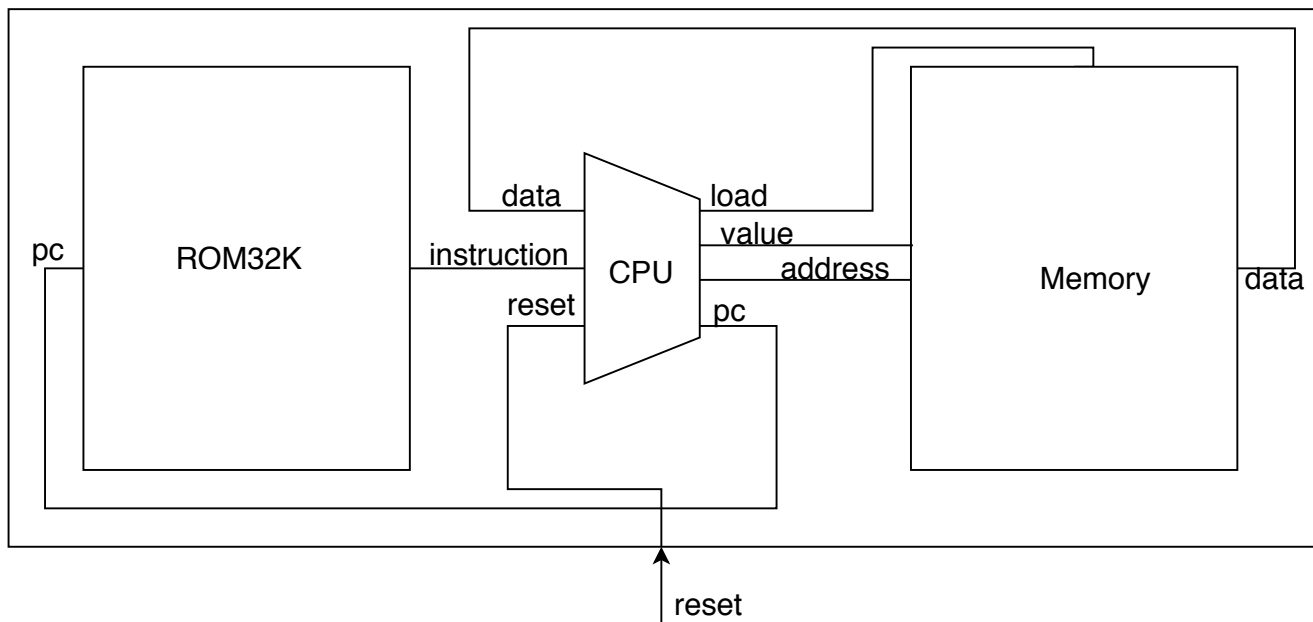 data
load
value
pc
ROM32K
instruction
CPU
address
Memory
data
reset
pc
reset